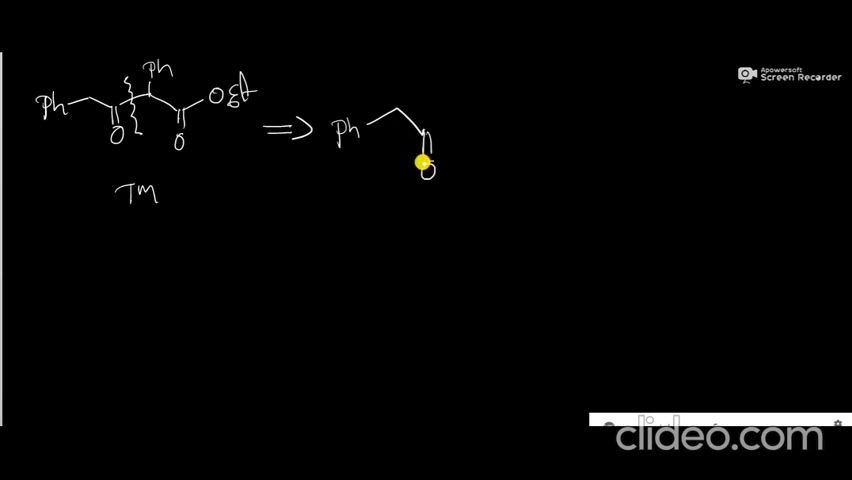 Ph
Ph
O
O
OEt
TM
⇒
Ph
O
Apowersoft
Screen Recorder
clideo.com